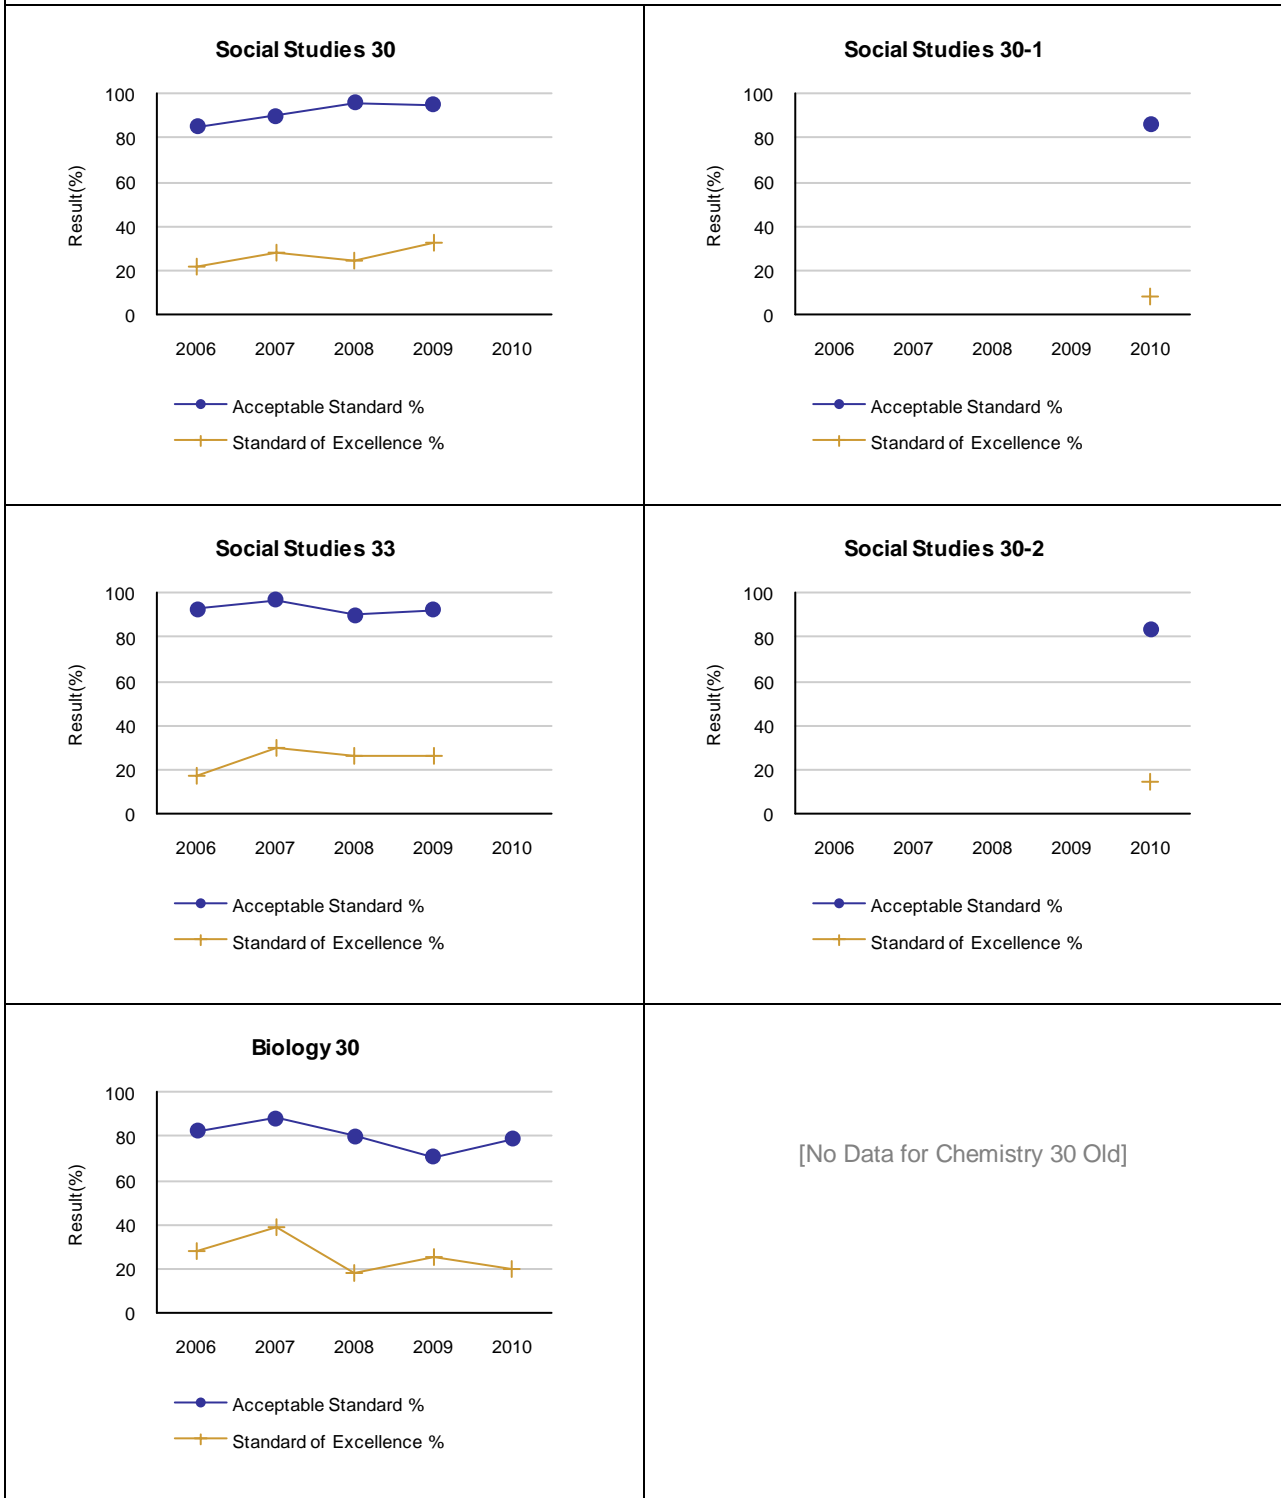 Social Studies 30
100
80
60
40
20
0
Result(%)
2006 2007 2008 2009 2010
Acceptable Standard %
Standard of Excellence %
Social Studies 30-1
100
80
60
40
20
0
Result(%)
2006 2007 2008 2009 2010
Acceptable Standard %
Standard of Excellence %
Social Studies 33
100
80
60
40
20
0
Result(%)
2006 2007 2008 2009 2010
Acceptable Standard %
Standard of Excellence %
Social Studies 30-2
100
80
60
40
20
0
Result(%)
2006 2007 2008 2009 2010
Acceptable Standard %
Standard of Excellence %
Biology 30
100
80
60
40
20
0
Result(%)
2006 2007 2008 2009 2010
Acceptable Standard %
Standard of Excellence %
[No Data for Chemistry 30 Old]